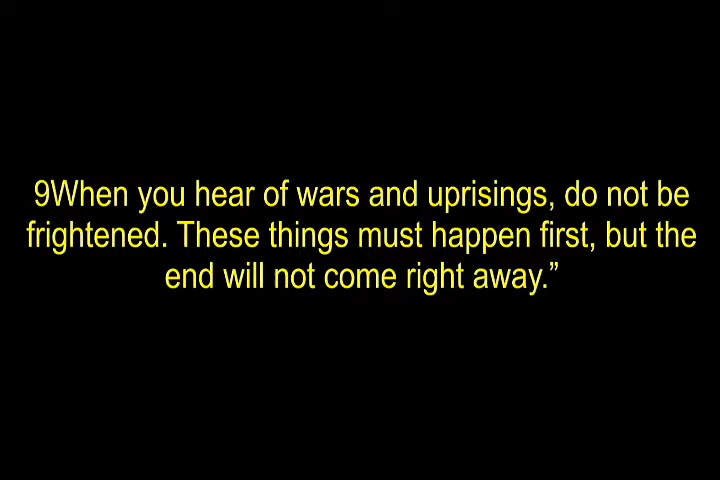 9When you hear of wars and uprisings, do not be
frightened. These things must happen first, but the
end will not come right away.”